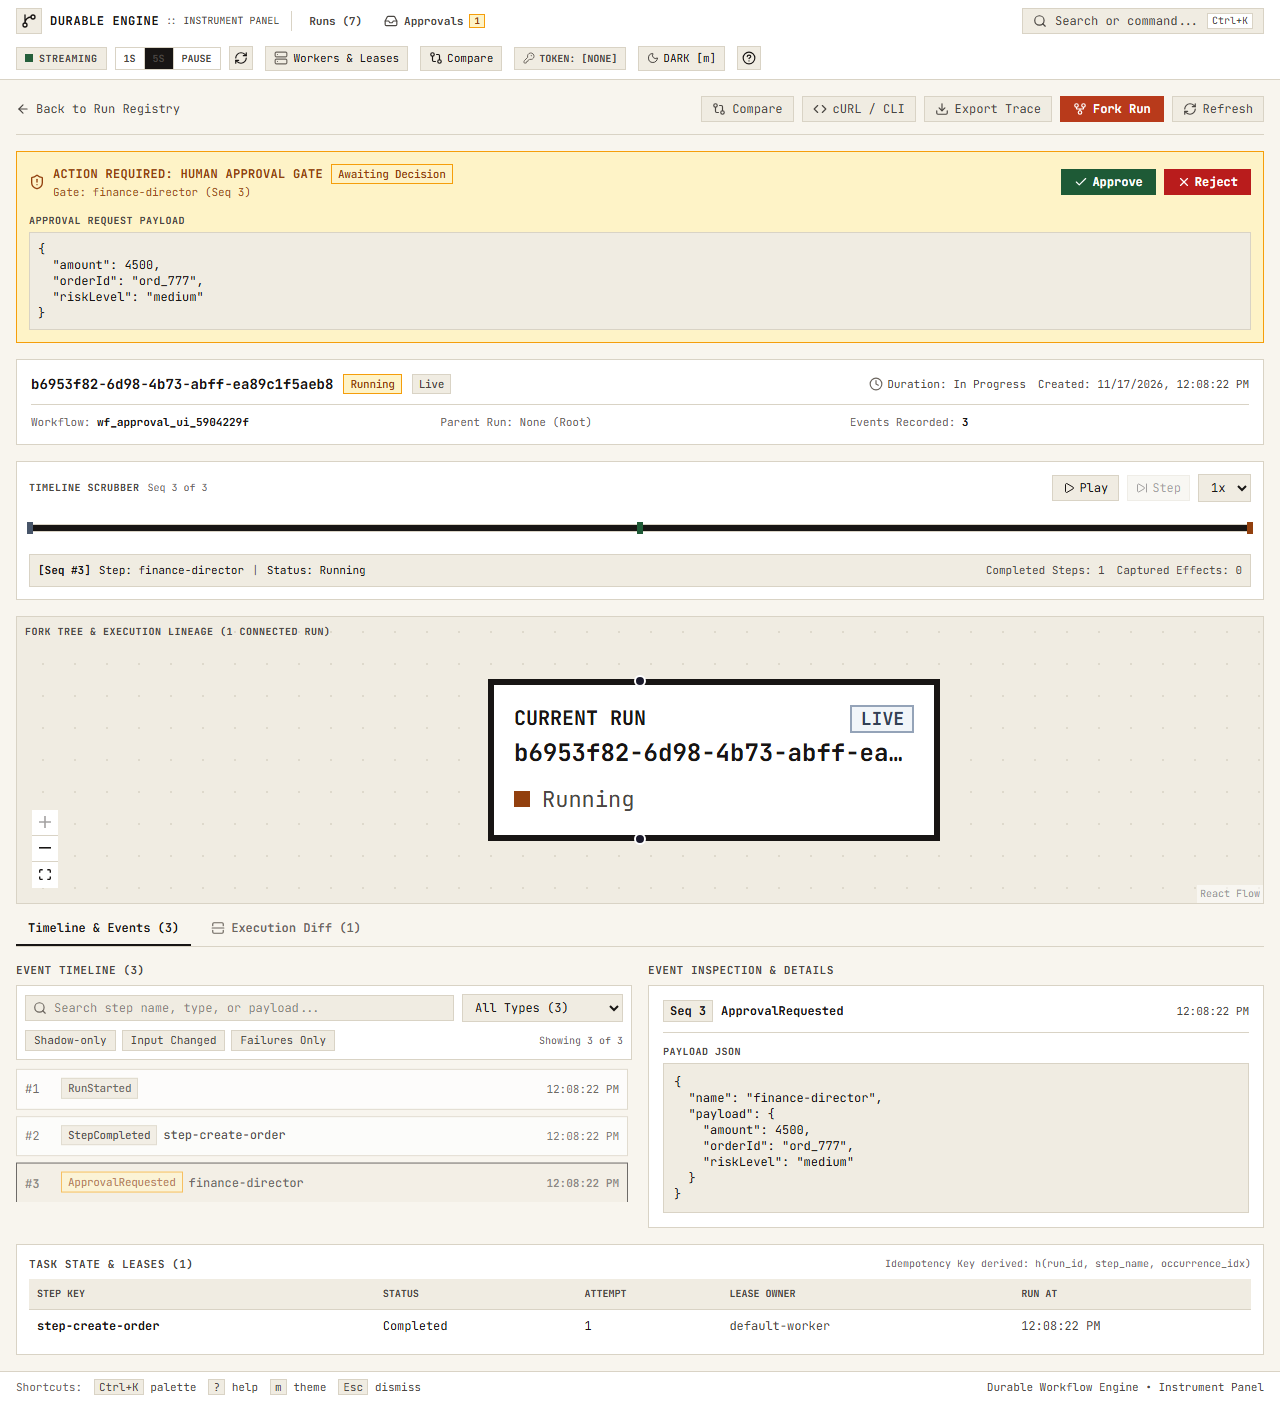 DURABLE ENGINE :: INSTRUMENT PANEL Runs (7) Approvals 1 Search or command... Ctrl+K
STREAMING 1S 5S PAUSE Workers & Leases Compare TOKEN: [NONE] DARK [m]
Back to Run Registry Compare cURL / CLI Export Trace Fork Run Refresh
ACTION REQUIRED: HUMAN APPROVAL GATE Awaiting Decision
Gate: finance-director (Seq 3) Approve Reject
APPROVAL REQUEST PAYLOAD
{
"amount": 4500,
"orderId": "ord_777",
"riskLevel": "medium"
}
b6953f82-6d98-4b73-abff-ea89c1f5aeb8 Running Live Duration: In Progress Created: 11/17/2026, 12:08:22 PM
Workflow: wf_approval_ui_5904229f Parent Run: None (Root) Events Recorded: 3
TIMELINE SCRUBBER Seq 3 of 3 Play Step 1x
[Seq #3] Step: finance-director | Status: Running Completed Steps: 1 Captured Effects: 0
FORK TREE & EXECUTION LINEAGE (1 CONNECTED RUN)
CURRENT RUN LIVE
b6953f82-6d98-4b73-abff-ea…
Running
React Flow
Timeline & Events (3) Execution Diff (1)
EVENT TIMELINE (3)
Search step name, type, or payload... All Types (3)
Shadow-only Input Changed Failures Only Showing 3 of 3
#1 RunStarted 12:08:22 PM
#2 StepCompleted step-create-order 12:08:22 PM
#3 ApprovalRequested finance-director 12:08:22 PM
EVENT INSPECTION & DETAILS
Seq 3 ApprovalRequested 12:08:22 PM
PAYLOAD JSON
{
"name": "finance-director",
"payload": {
"amount": 4500,
"orderId": "ord_777",
"riskLevel": "medium"
}
}
TASK STATE & LEASES (1) Idempotency Key derived: h(run_id, step_name, occurrence_idx)
STEP KEY STATUS ATTEMPT LEASE OWNER RUN AT
step-create-order Completed 1 default-worker 12:08:22 PM
Shortcuts: Ctrl+K palette ? help m theme Esc dismiss Durable Workflow Engine • Instrument Panel